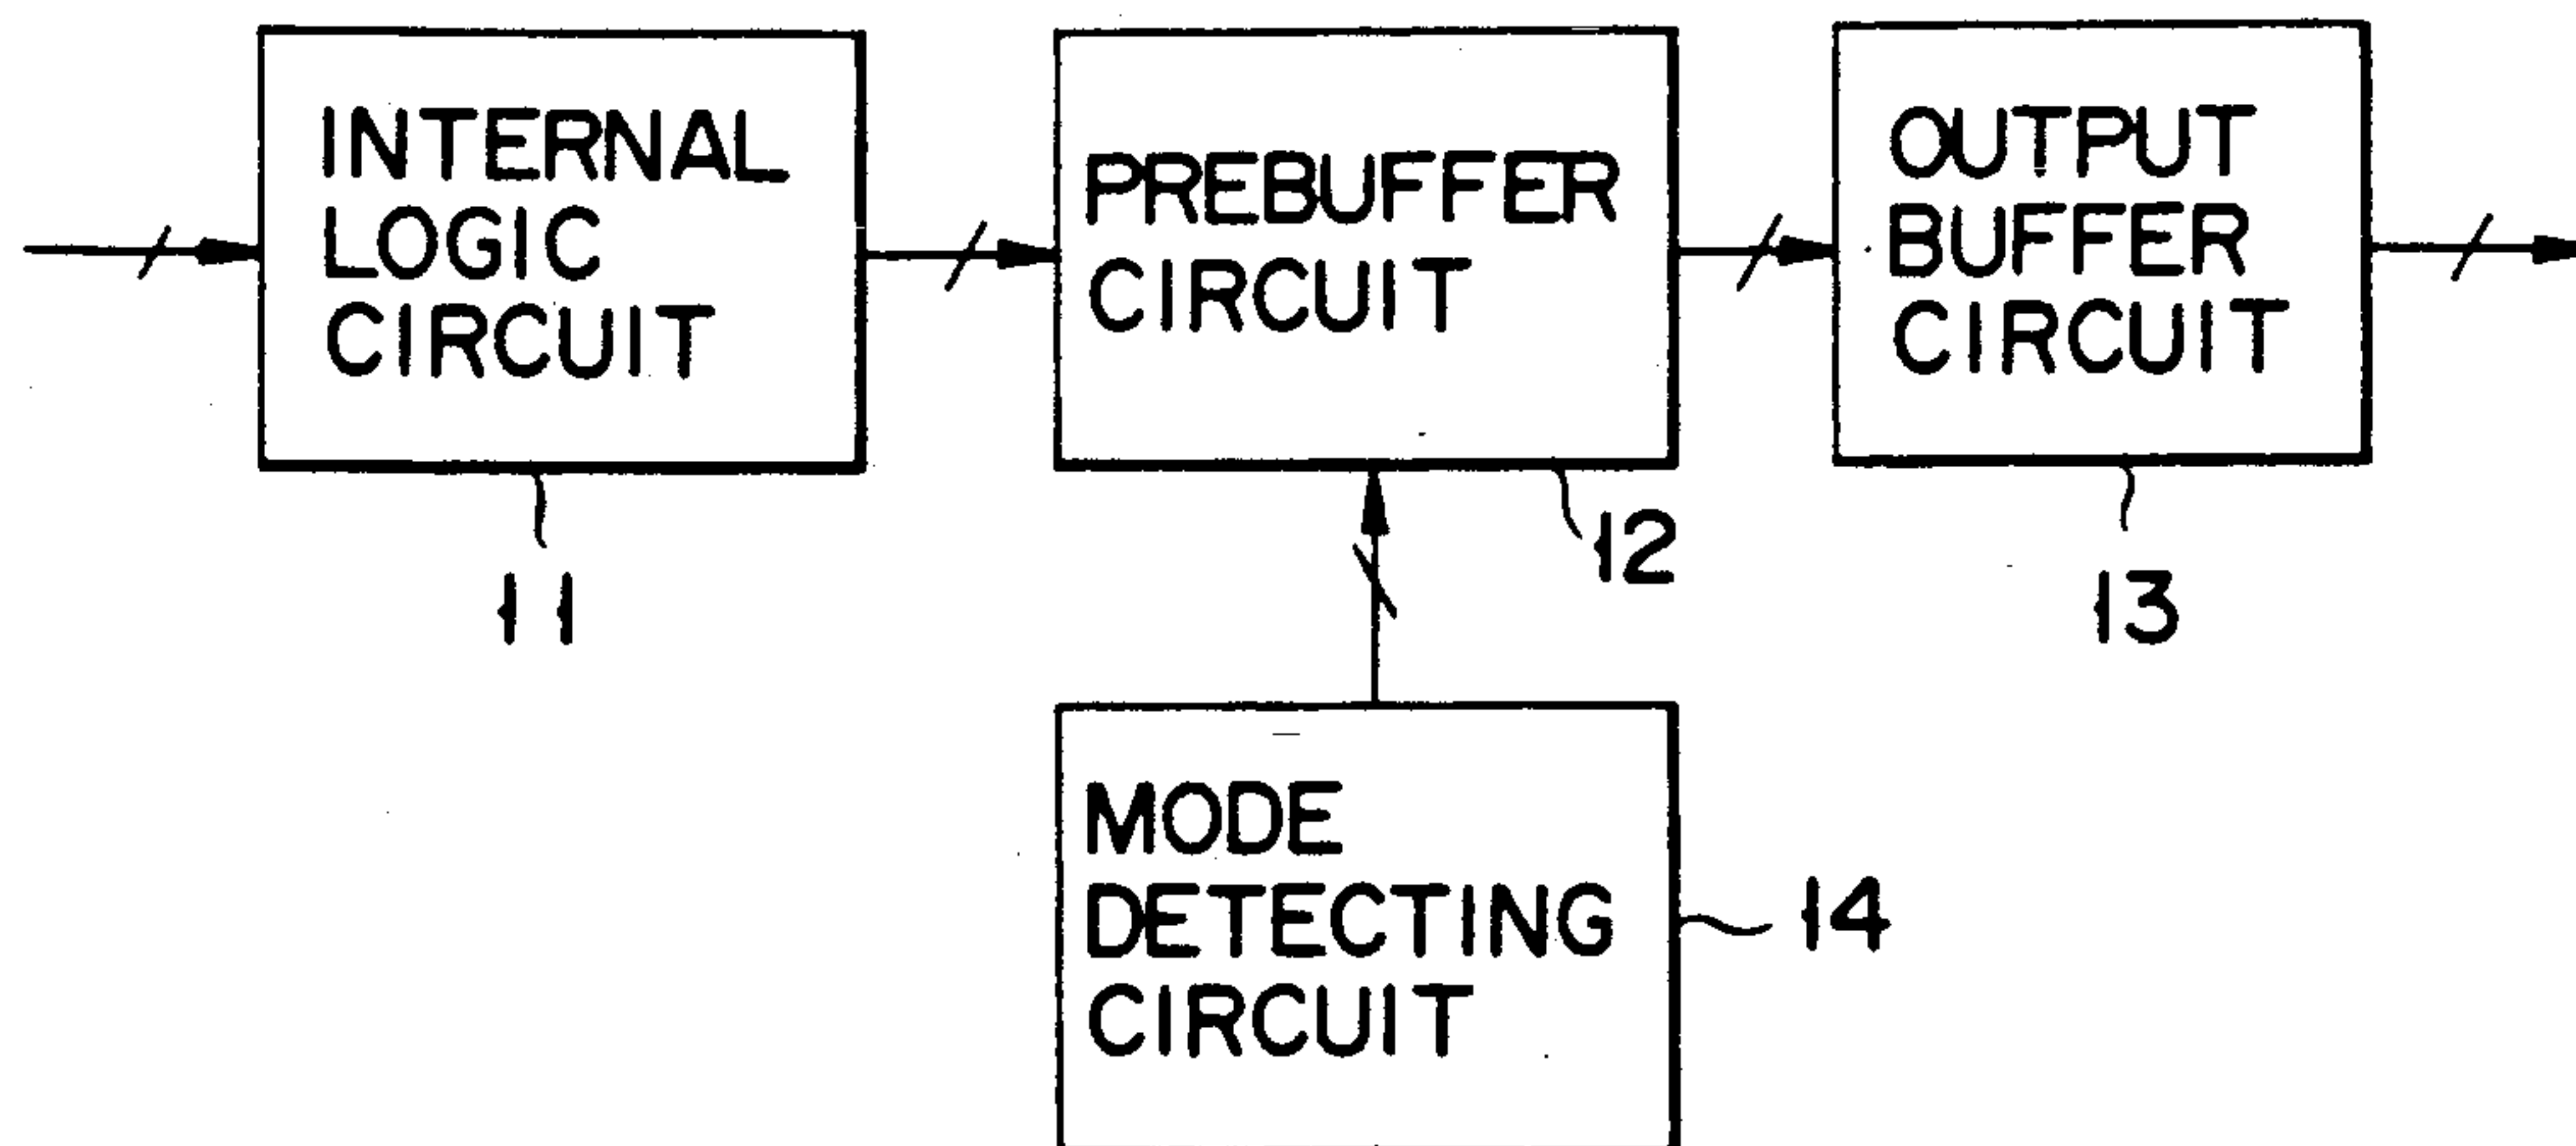 INTERNAL
LOGIC
CIRCUIT
11
PREBUFFER
CIRCUIT
12
OUTPUT
BUFFER
CIRCUIT
13
MODE
DETECTING
CIRCUIT
14